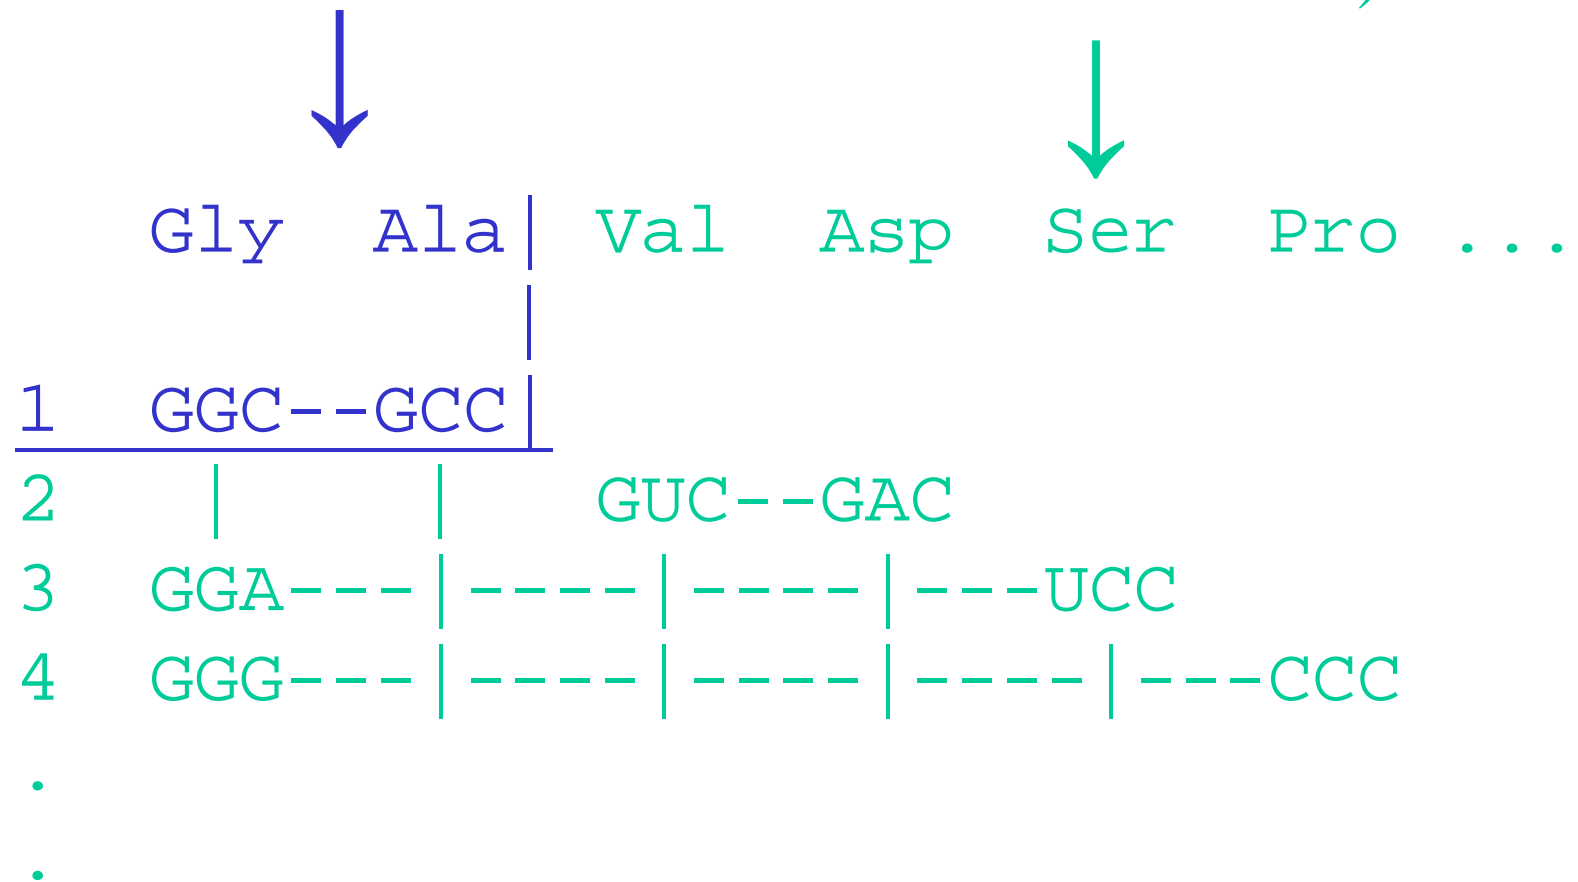 Gly Ala| Val Asp Ser Pro ...
|
1 GGC--GCC|
2 | | GUC--GAC
3 GGA---|----|----|---UCC
4 GGG---|----|----|----|---CCC
.
.